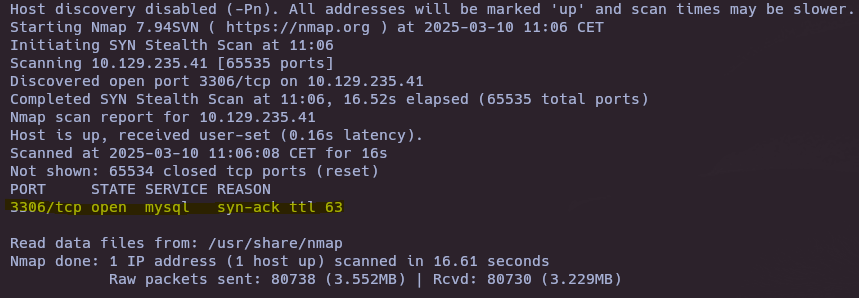 Host discovery disabled (-Pn). All addresses will be marked 'up' and scan times may be slower.
Starting Nmap 7.94SVN ( https://nmap.org ) at 2025-03-10 11:06 CET
Initiating SYN Stealth Scan at 11:06
Scanning 10.129.235.41 [65535 ports]
Discovered open port 3306/tcp on 10.129.235.41
Completed SYN Stealth Scan at 11:06, 16.52s elapsed (65535 total ports)
Nmap scan report for 10.129.235.41
Host is up, received user-set (0.16s latency).
Scanned at 2025-03-10 11:06:08 CET for 16s
Not shown: 65534 closed tcp ports (reset)
PORT     STATE SERVICE REASON
3306/tcp open  mysql   syn-ack ttl 63
Read data files from: /usr/share/nmap
Nmap done: 1 IP address (1 host up) scanned in 16.61 seconds
           Raw packets sent: 80738 (3.552MB) | Rcvd: 80730 (3.229MB)